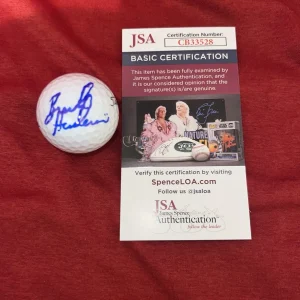 JSA
Certification Number:
CB33528
BASIC CERTIFICATION
This item has been fully examined by
James Spence Authentication, and
it is our considered opinion that the
signature(s) is/are genuine.
Verify this certification by visiting
SpenceLOA.com
Follow us @jsaloa
JSA
James Spence
Authentication